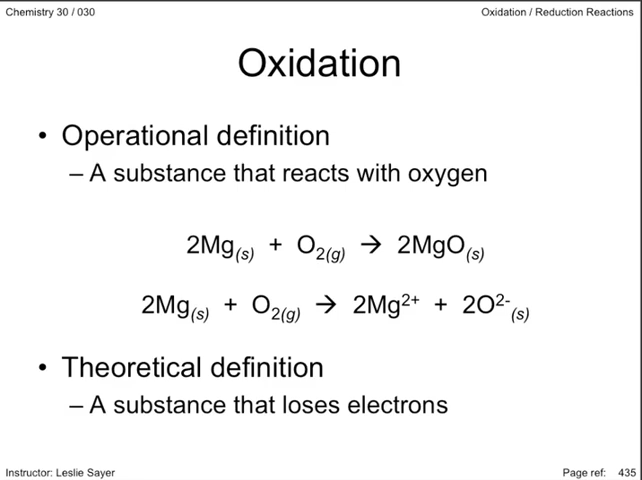 Chemistry 30 / 030
Oxidation / Reduction Reactions
Oxidation
• Operational definition
– A substance that reacts with oxygen
2Mg(s) + O2(g) → 2MgO(s)
2Mg(s) + O2(g) → 2Mg²⁺ + 2O²⁻(s)
• Theoretical definition
– A substance that loses electrons
Instructor: Leslie Sayer
Page ref: 435